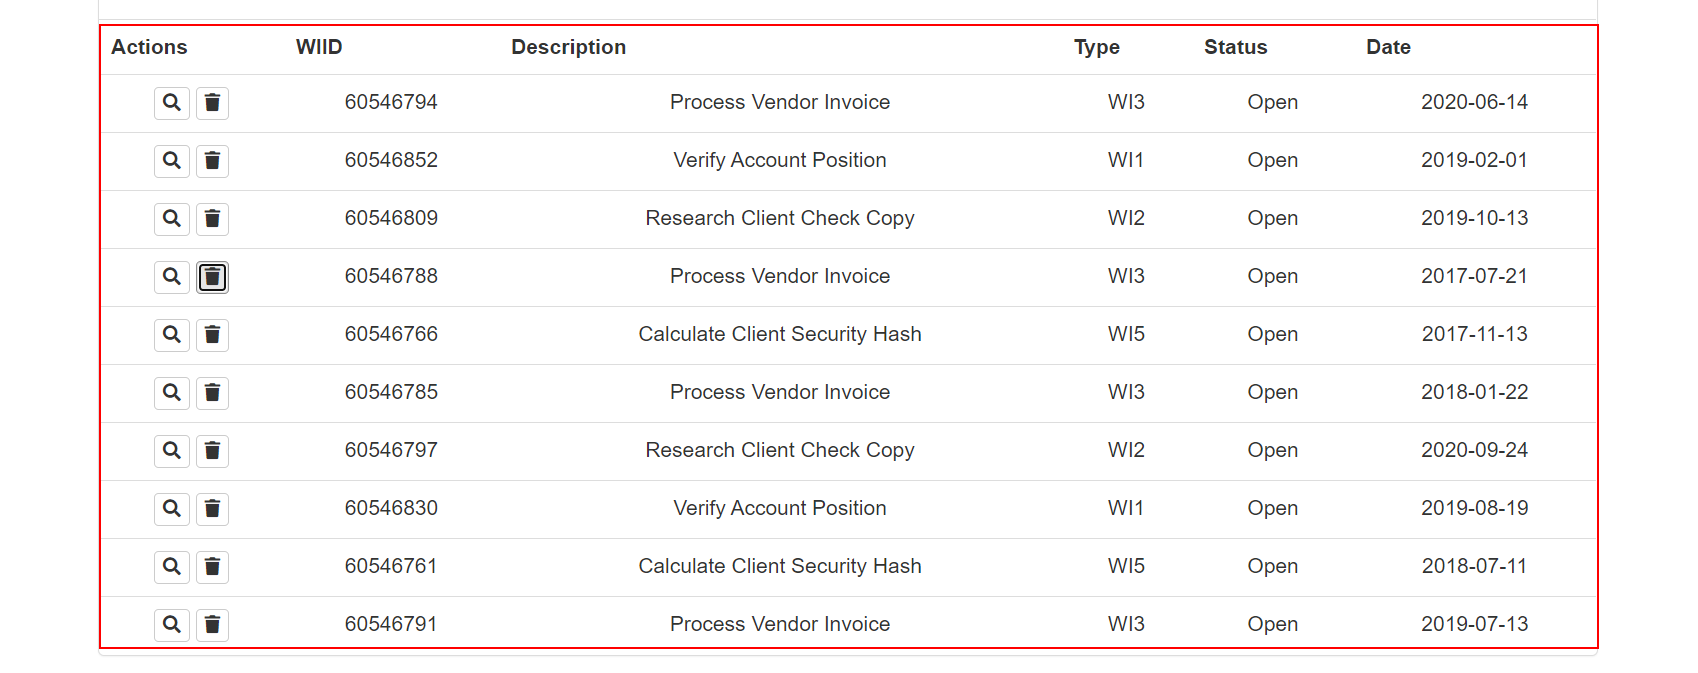 Actions WIID Description Type Status Date
60546794 Process Vendor Invoice WI3 Open 2020-06-14
60546852 Verify Account Position WI1 Open 2019-02-01
60546809 Research Client Check Copy WI2 Open 2019-10-13
60546788 Process Vendor Invoice WI3 Open 2017-07-21
60546766 Calculate Client Security Hash WI5 Open 2017-11-13
60546785 Process Vendor Invoice WI3 Open 2018-01-22
60546797 Research Client Check Copy WI2 Open 2020-09-24
60546830 Verify Account Position WI1 Open 2019-08-19
60546761 Calculate Client Security Hash WI5 Open 2018-07-11
60546791 Process Vendor Invoice WI3 Open 2019-07-13